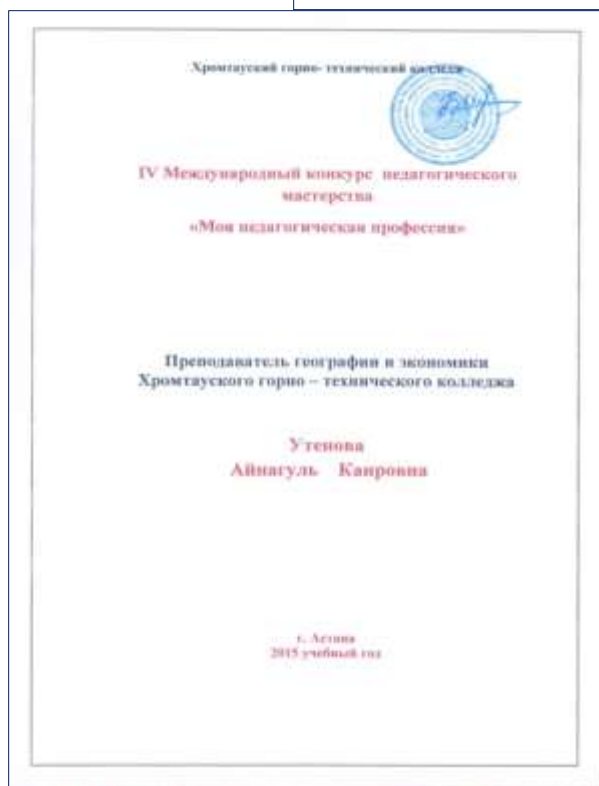 Хромтауский горно- технический колледж
IV Международный конкурс педагогического
мастерства
«Моя педагогическая профессия»
Преподаватель географии и экономики
Хромтауского горно – технического колледжа
Утенова
Айнагуль Каировна
г. Астана
2015 учебный год